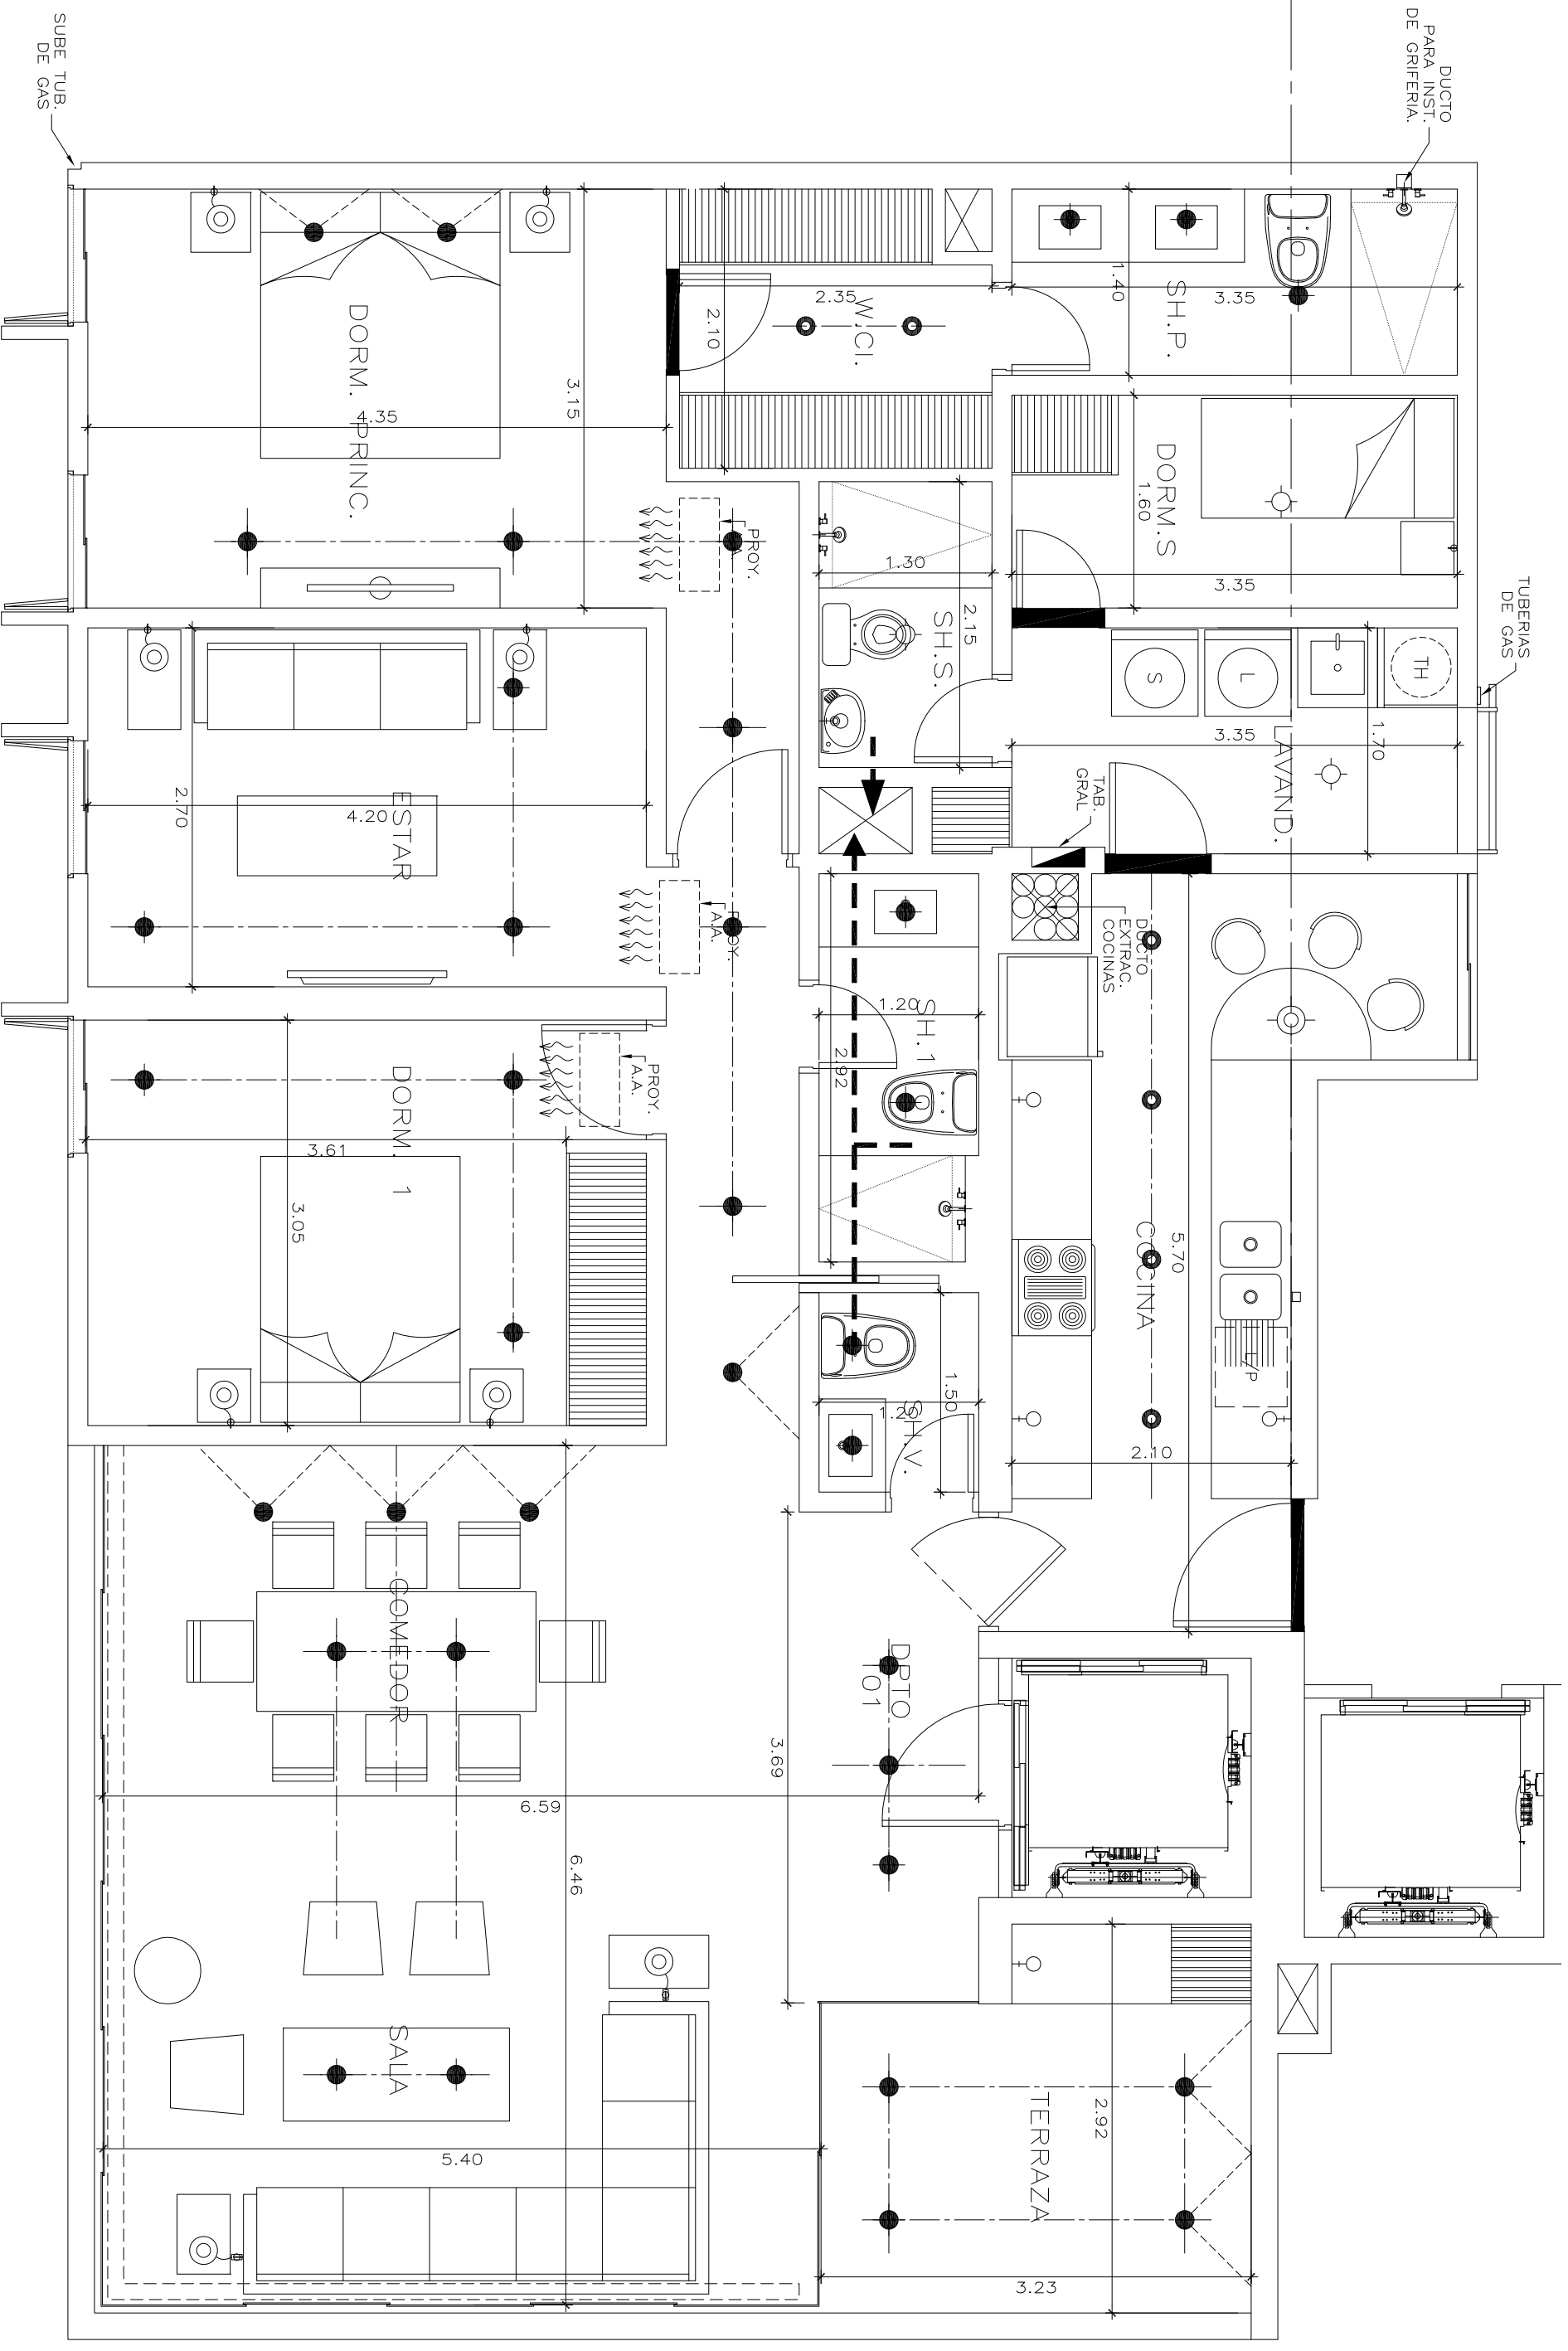 DUCTO
PARA INST.
DE GRIFERIA.
SUBE TUB.
DE GAS
TUBERIAS
DE GAS
DORM. PRINC.
4.35
3.15
W.Cl.
2.35
2.10
SH.P.
1.40
3.35
DORM.S
1.60
3.35
PROY.
A.A.
SH.S.
1.30
2.15
S
L
TH
LAVAND.
3.35
1.70
TAB.
GRAL
ESTAR
4.20
2.70
PROY.
A.A.
DUCTO
EXTRAC.
COCINAS
SH.1
1.20
2.92
DORM. 1
3.61
3.05
PROY.
A.A.
COCINA
5.70
2.10
L/P
SH.V.
1.20
1.50
COMEDOR
DPTO
101
3.69
6.59
6.46
SALA
5.40
TERRAZA
2.92
3.23